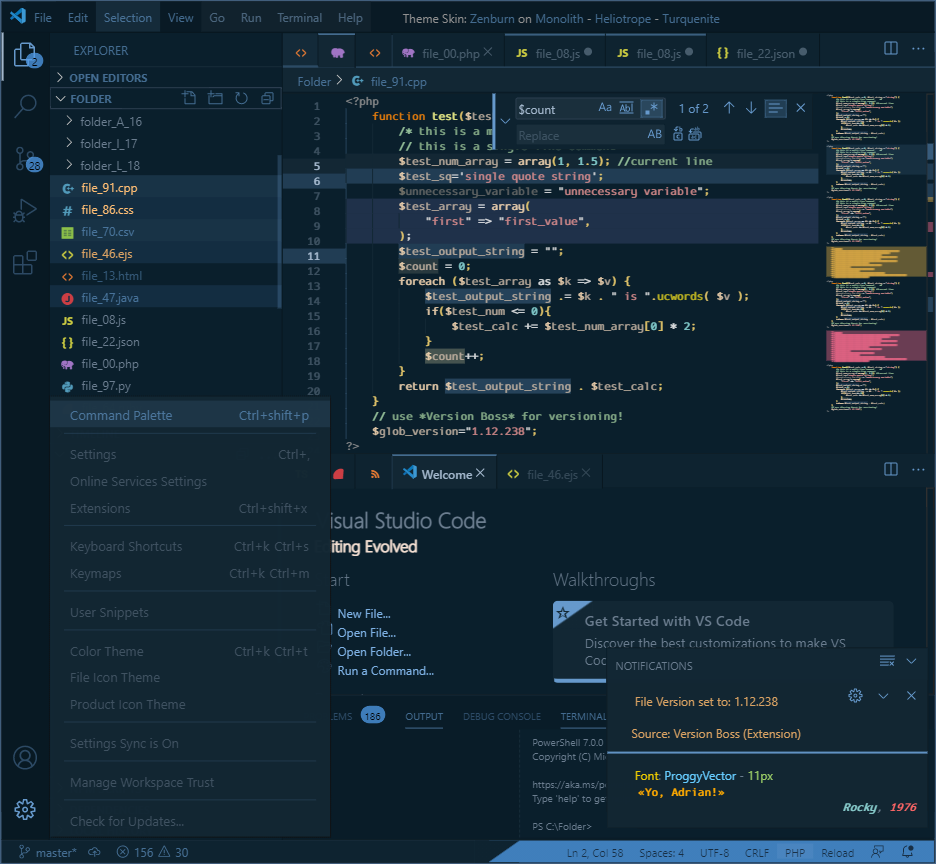 File Edit Selection View Go Run Terminal Help Theme Skin: Zenburn on Monolith - Heliotrope - Turquenite
2
EXPLORER
file_00.php
file_08.js
file_08.js
file_22.json
OPEN EDITORS
Folder > file_91.cpp
FOLDER
folder_A_16
folder_I_17
folder_L_18
28
file_91.cpp
file_86.css
file_70.csv
file_46.ejs
file_13.html
file_47.java
file_08.js
file_22.json
file_00.php
file_97.py
$count Aa Ab .* 1 of 2
Replace AB
1 <?php
2 function test($tes
3 /* this is a m
4
5 $test_num_array = array(1, 1.5); //current line
6 $test_sq='single quote string';
7 $unnecessary_variable = "unnecessary variable";
8 $test_array = array(
9 "first" => "first_value",
10 );
11 $test_output_string = "";
12 $count = 0;
13 foreach ($test_array as $k => $v) {
14 $test_output_string .= $k . " is ".ucwords( $v );
15 if($test_num <= 0){
16 $test_calc += $test_num_array[0] * 2;
17 }
18 $count++;
19 }
20 return $test_output_string . $test_calc;
}
// use *Version Boss* for versioning!
$glob_version="1.12.238";
?>
Command Palette Ctrl+shift+p
Settings Ctrl+,
Online Services Settings
Extensions Ctrl+shift+x
Keyboard Shortcuts Ctrl+k Ctrl+s
Keymaps Ctrl+k Ctrl+m
User Snippets
Color Theme Ctrl+k Ctrl+t
File Icon Theme
Product Icon Theme
Settings Sync is On
Manage Workspace Trust
Check for Updates...
Welcome
file_46.ejs
isual Studio Code
iting Evolved
art
New File...
Open File...
Open Folder...
Run a Command...
Walkthroughs
Get Started with VS Code
Discover the best customizations to make VS
Coc
LEMS 186 OUTPUT DEBUG CONSOLE TERMINAL
PowerShell 7.0.0
Copyright (C) Mi
https://aka.ms/p
Type 'help' to ge
PS C:\Folder>
NOTIFICATIONS
File Version set to: 1.12.238
Source: Version Boss (Extension)
Font: ProggyVector - 11px
«Yo, Adrian!»
Rocky, 1976
master* 156 30 Ln 2, Col 58 Spaces: 4 UTF-8 CRLF PHP Reload